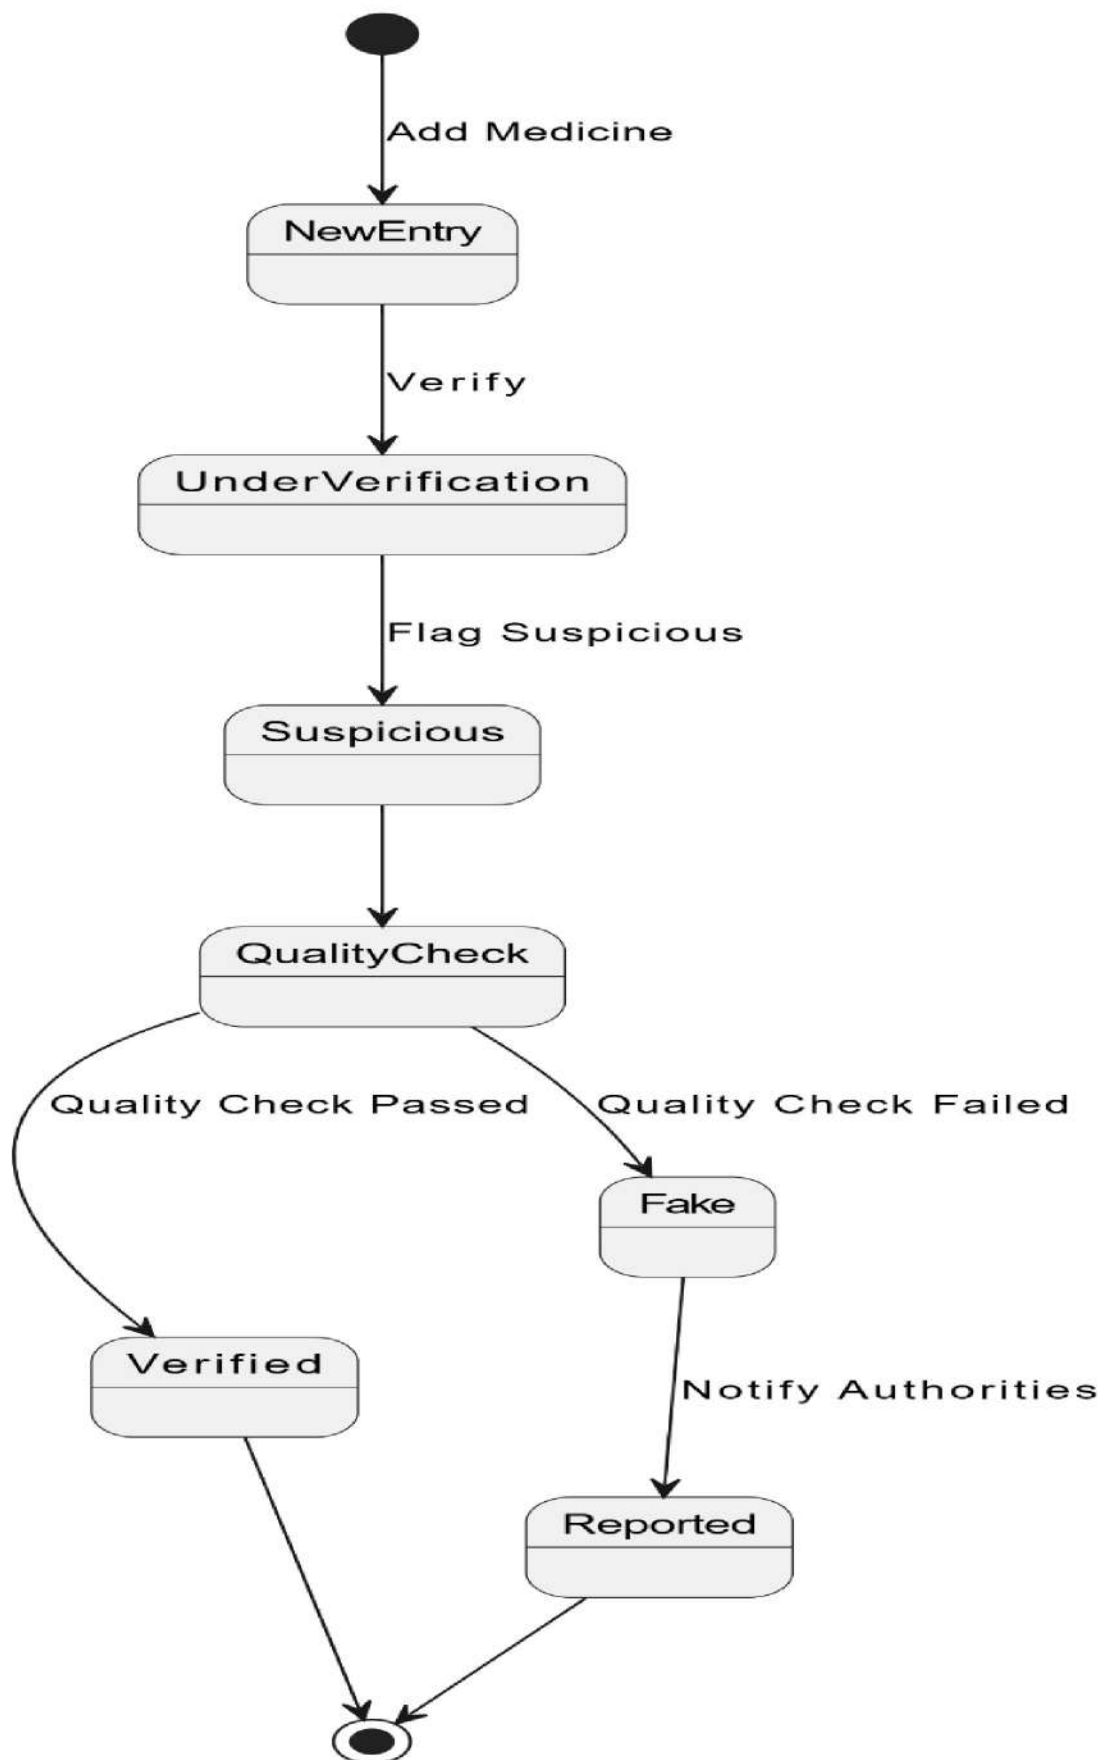 Add Medicine
NewEntry
Verify
UnderVerification
Flag Suspicious
Suspicious
QualityCheck
Quality Check Passed
Quality Check Failed
Fake
Verified
Notify Authorities
Reported